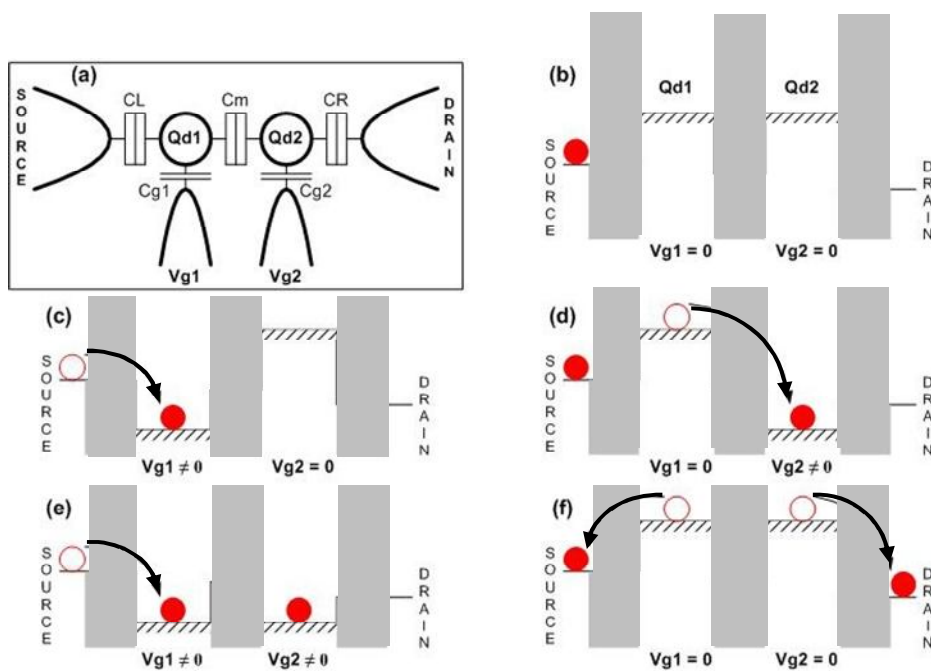 (a)
SOURCE
CL
Cm
CR
DRAIN
Qd1
Qd2
Cg1
Cg2
Vg1
Vg2
(b)
Qd1
Qd2
SOURCE
DRAIN
Vg1 = 0
Vg2 = 0
(c)
SOURCE
DRAIN
Vg1 ≠ 0
Vg2 = 0
(d)
SOURCE
DRAIN
Vg1 = 0
Vg2 ≠ 0
(e)
SOURCE
DRAIN
Vg1 ≠ 0
Vg2 ≠ 0
(f)
SOURCE
DRAIN
Vg1 = 0
Vg2 = 0